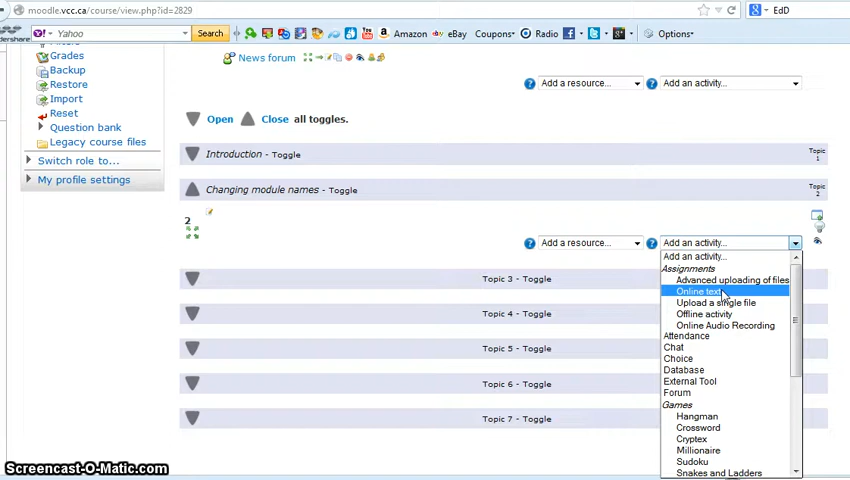 moodle.vcc.ca/course/view.php?id=2829
EdD
Yahoo Search Amazon eBay Coupons Radio Options
Grades
Backup
Restore
Import
Reset
Question bank
Legacy course files
Switch role to...
My profile settings
News forum
Add a resource... Add an activity...
Open Close all toggles.
Introduction - Toggle Topic 1
Changing module names - Toggle Topic 2
2
Add a resource... Add an activity...
Add an activity...
Assignments
Advanced uploading of files
Online text
Upload a single file
Offline activity
Online Audio Recording
Attendance
Chat
Choice
Database
External Tool
Forum
Games
Hangman
Crossword
Cryptex
Millionaire
Sudoku
Snakes and Ladders
Topic 3 - Toggle
Topic 4 - Toggle
Topic 5 - Toggle
Topic 6 - Toggle
Topic 7 - Toggle
Screencast-O-Matic.com